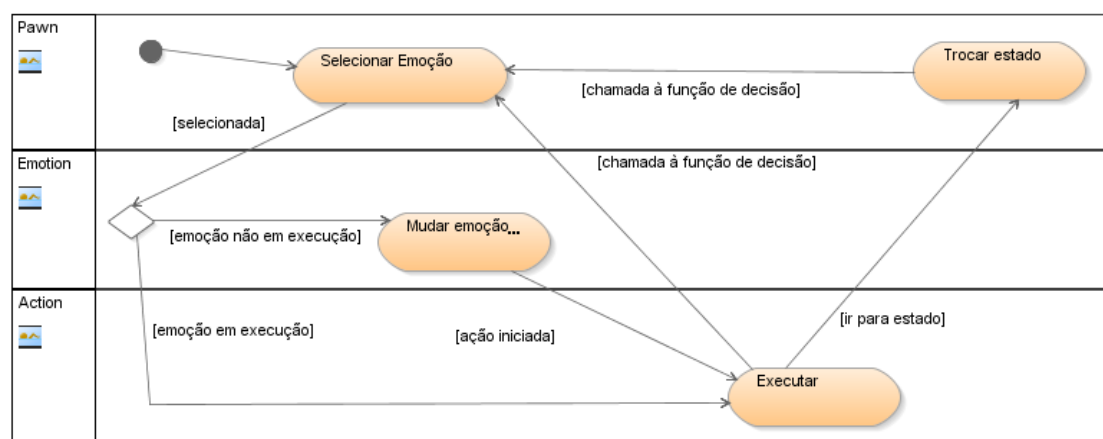 Pawn
Selecionar Emoção
Trocar estado
[chamada à função de decisão]
[selecionada]
Emotion
[chamada à função de decisão]
Mudar emoção...
[emoção não em execução]
Action
[emoção em execução]
[ação iniciada]
[ir para estado]
Executar